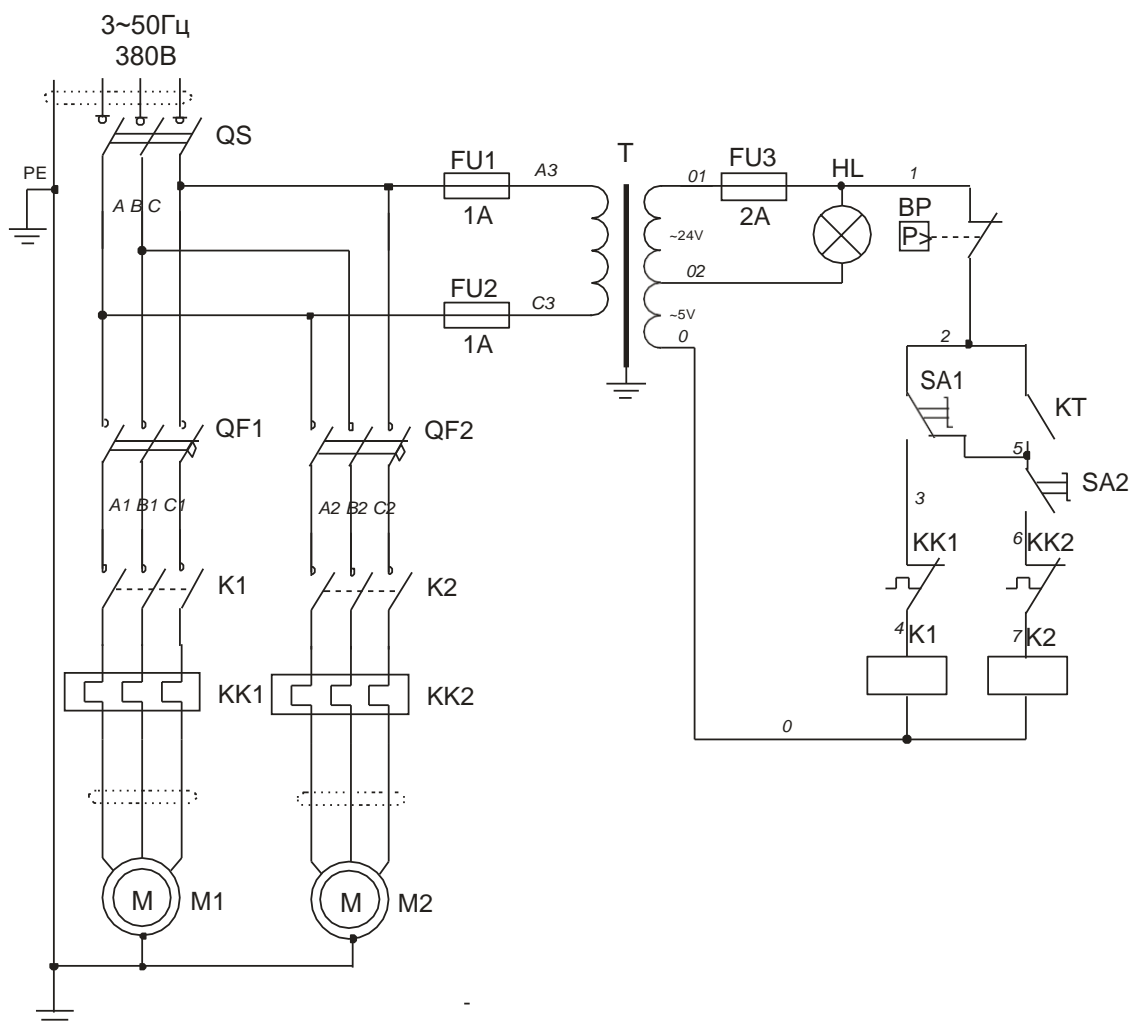 3~50Гц
380В
QS
PE
A B C
FU1
1A
A3
T
01
FU3
2A
HL
1
BP
P>
~24V
02
FU2
1A
C3
~5V
0
2
SA1
KT
QF1
QF2
5
SA2
A1 B1 C1
A2 B2 C2
3
KK1
6
KK2
K1
K2
4
K1
7
K2
KK1
KK2
0
M
M1
M
M2
-